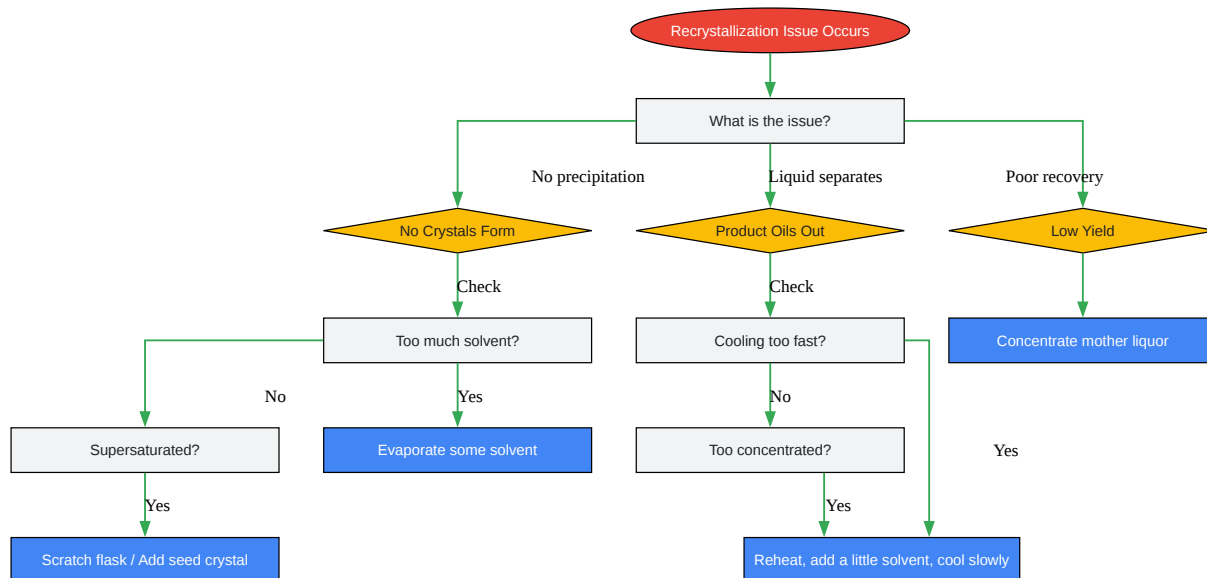 Recrystallization Issue Occurs
What is the issue?
No precipitation
Liquid separates
Poor recovery
No Crystals Form
Product Oils Out
Low Yield
Check
Check
Too much solvent?
Cooling too fast?
Concentrate mother liquor
No
Yes
No
Yes
Supersaturated?
Evaporate some solvent
Too concentrated?
Yes
Yes
Scratch flask / Add seed crystal
Reheat, add a little solvent, cool slowly